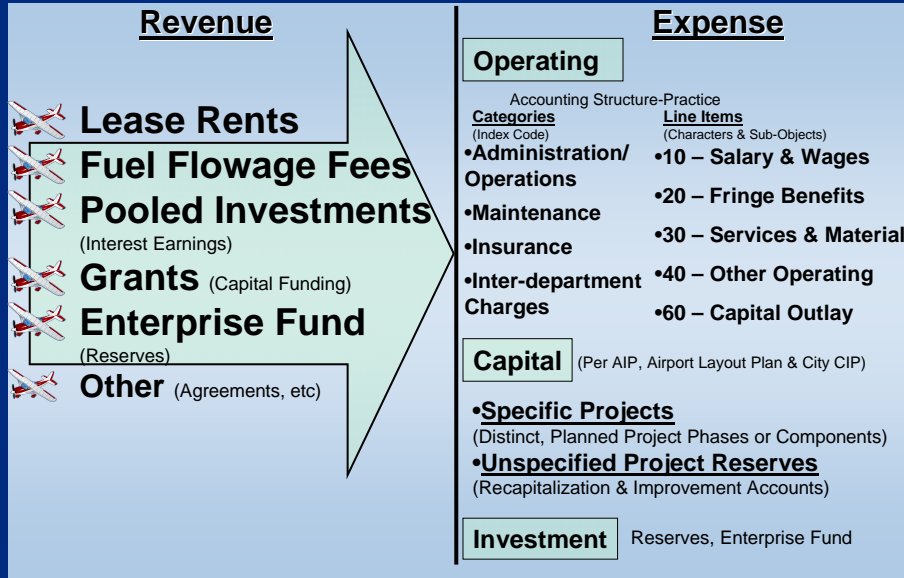 Revenue
Lease Rents
Fuel Flowage Fees
Pooled Investments
(Interest Earnings)
Grants (Capital Funding)
Enterprise Fund
(Reserves)
Other (Agreements, etc)
Expense
Operating
Accounting Structure-Practice
Categories
(Index Code)
•Administration/
Operations
•Maintenance
•Insurance
•Inter-department
Charges
Line Items
(Characters & Sub-Objects)
•10 – Salary & Wages
•20 – Fringe Benefits
•30 – Services & Material
•40 – Other Operating
•60 – Capital Outlay
Capital (Per AIP, Airport Layout Plan & City CIP)
•Specific Projects
(Distinct, Planned Project Phases or Components)
•Unspecified Project Reserves
(Recapitalization & Improvement Accounts)
Investment Reserves, Enterprise Fund